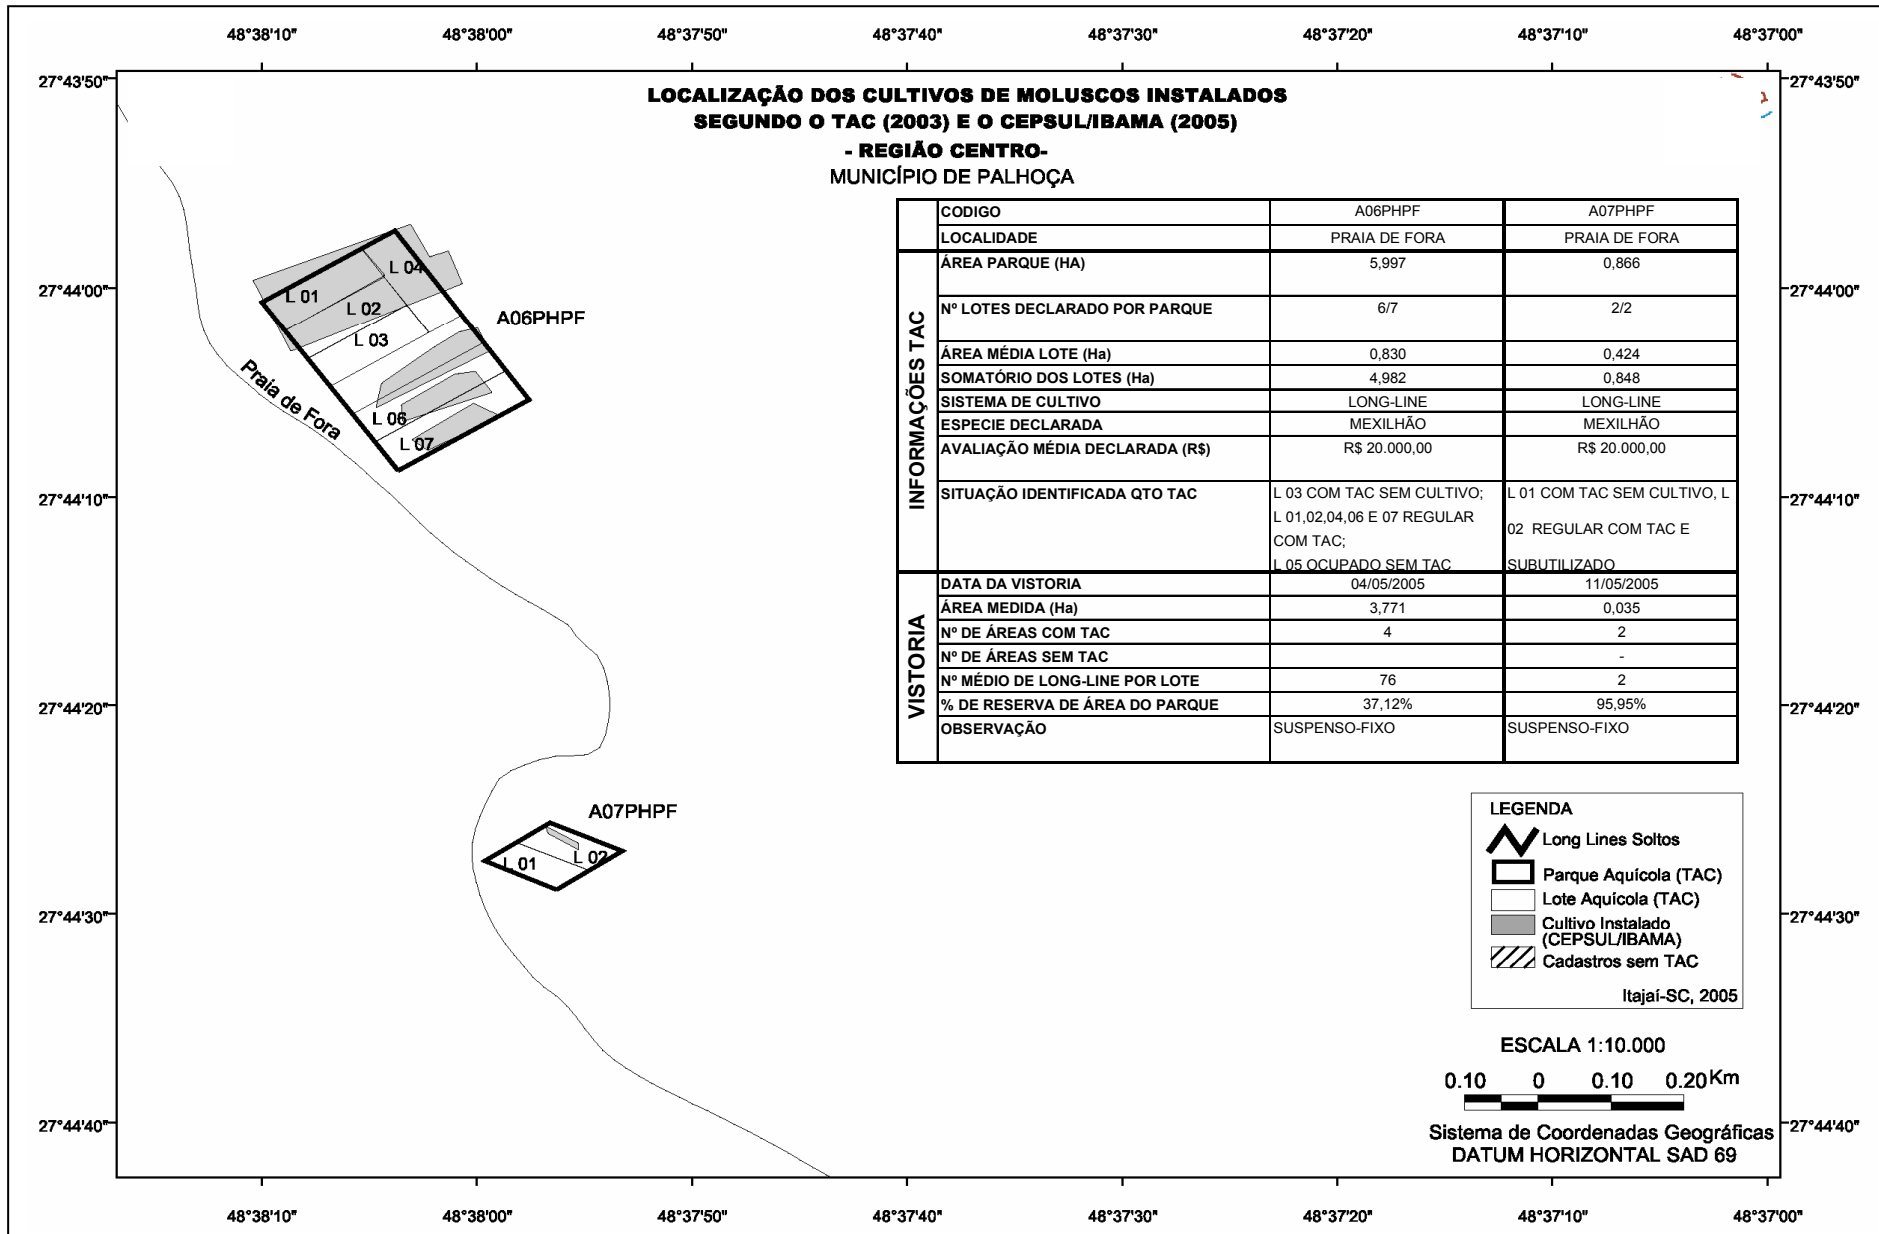 48°38'10" 48°38'00" 48°37'50" 48°37'40" 48°37'30" 48°37'20" 48°37'10" 48°37'00"
27°43'50" 27°43'50"
LOCALIZAÇÃO DOS CULTIVOS DE MOLUSCOS INSTALADOS
SEGUNDO O TAC (2003) E O CEPSUL/IBAMA (2005)
- REGIÃO CENTRO-
MUNICÍPIO DE PALHOÇA
CODIGO A06PHPF A07PHPF
LOCALIDADE PRAIA DE FORA PRAIA DE FORA
INFORMAÇÕES TAC
ÁREA PARQUE (HA) 5,997 0,866
Nº LOTES DECLARADO POR PARQUE 6/7 2/2
ÁREA MÉDIA LOTE (Ha) 0,830 0,424
SOMATÓRIO DOS LOTES (Ha) 4,982 0,848
SISTEMA DE CULTIVO LONG-LINE LONG-LINE
ESPECIE DECLARADA MEXILHÃO MEXILHÃO
AVALIAÇÃO MÉDIA DECLARADA (R$) R$ 20.000,00 R$ 20.000,00
SITUAÇÃO IDENTIFICADA QTO TAC
L 03 COM TAC SEM CULTIVO;
L 01,02,04,06 E 07 REGULAR
COM TAC;
L 05 OCUPADO SEM TAC
L 01 COM TAC SEM CULTIVO, L
02 REGULAR COM TAC E
SUBUTILIZADO
VISTORIA
DATA DA VISTORIA 04/05/2005 11/05/2005
ÁREA MEDIDA (Ha) 3,771 0,035
Nº DE ÁREAS COM TAC 4 2
Nº DE ÁREAS SEM TAC -
Nº MÉDIO DE LONG-LINE POR LOTE 76 2
% DE RESERVA DE ÁREA DO PARQUE 37,12% 95,95%
OBSERVAÇÃO SUSPENSO-FIXO SUSPENSO-FIXO
L 04
27°44'00" 27°44'00"
L 01
L 02
A06PHPF
L 03
Praia de Fora
L 06
L 07
27°44'10" 27°44'10"
27°44'20" 27°44'20"
A07PHPF
L 02
L 01
27°44'30" 27°44'30"
LEGENDA
Long Lines Soltos
Parque Aquícola (TAC)
Lote Aquícola (TAC)
Cultivo Instalado
(CEPSUL/IBAMA)
Cadastros sem TAC
Itajaí-SC, 2005
ESCALA 1:10.000
0.10 0 0.10 0.20 Km
27°44'40" 27°44'40"
Sistema de Coordenadas Geográficas
DATUM HORIZONTAL SAD 69
48°38'10" 48°38'00" 48°37'50" 48°37'40" 48°37'30" 48°37'20" 48°37'10" 48°37'00"